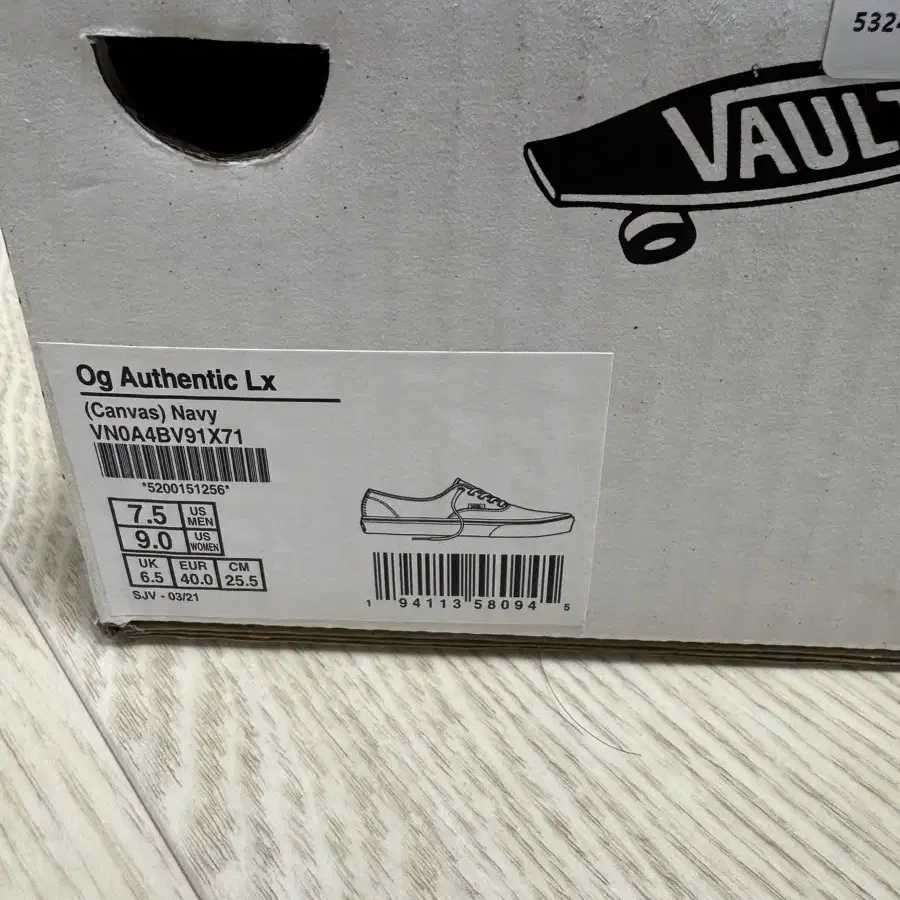 5324
VAULT
Og Authentic Lx
(Canvas) Navy
VN0A4BV91X71
*5200151256*
7.5 US MEN
9.0 US WOMEN
UK EUR CM
6.5 40.0 25.5
SJV - 03/21
1 94113 58094 5